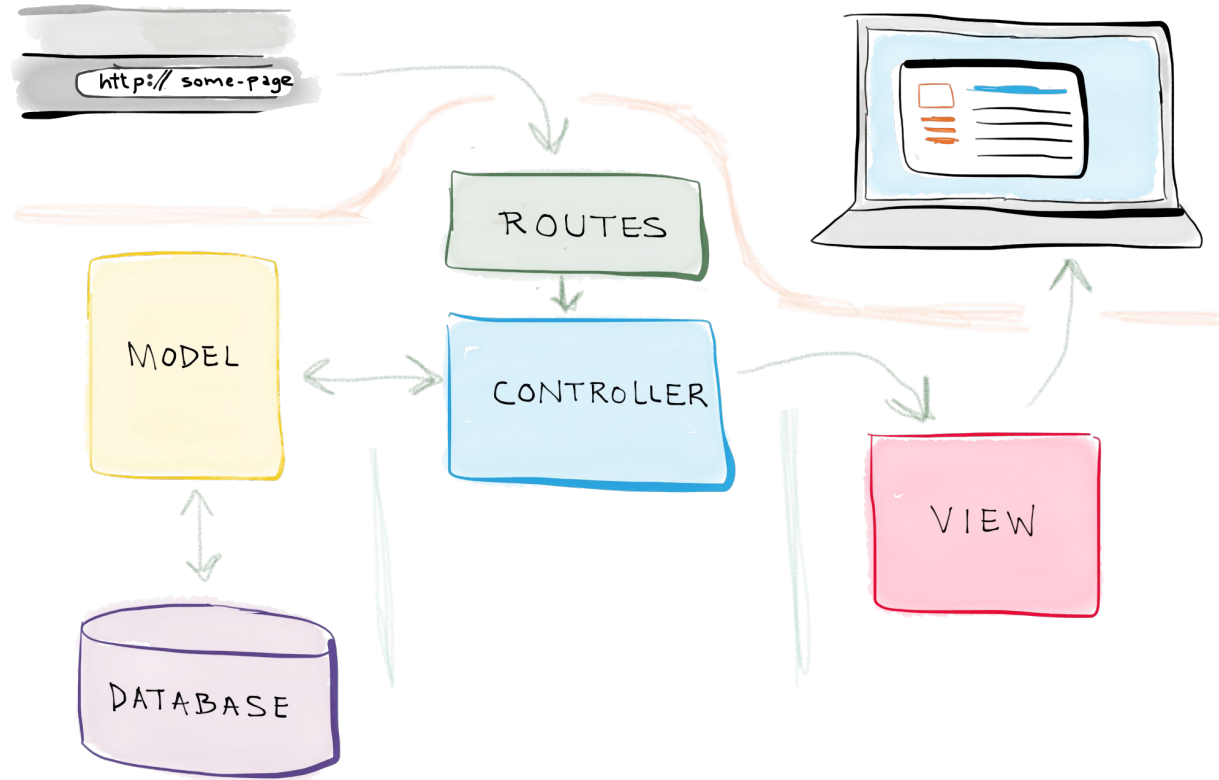 http:// some-page
ROUTES
MODEL
CONTROLLER
VIEW
DATABASE